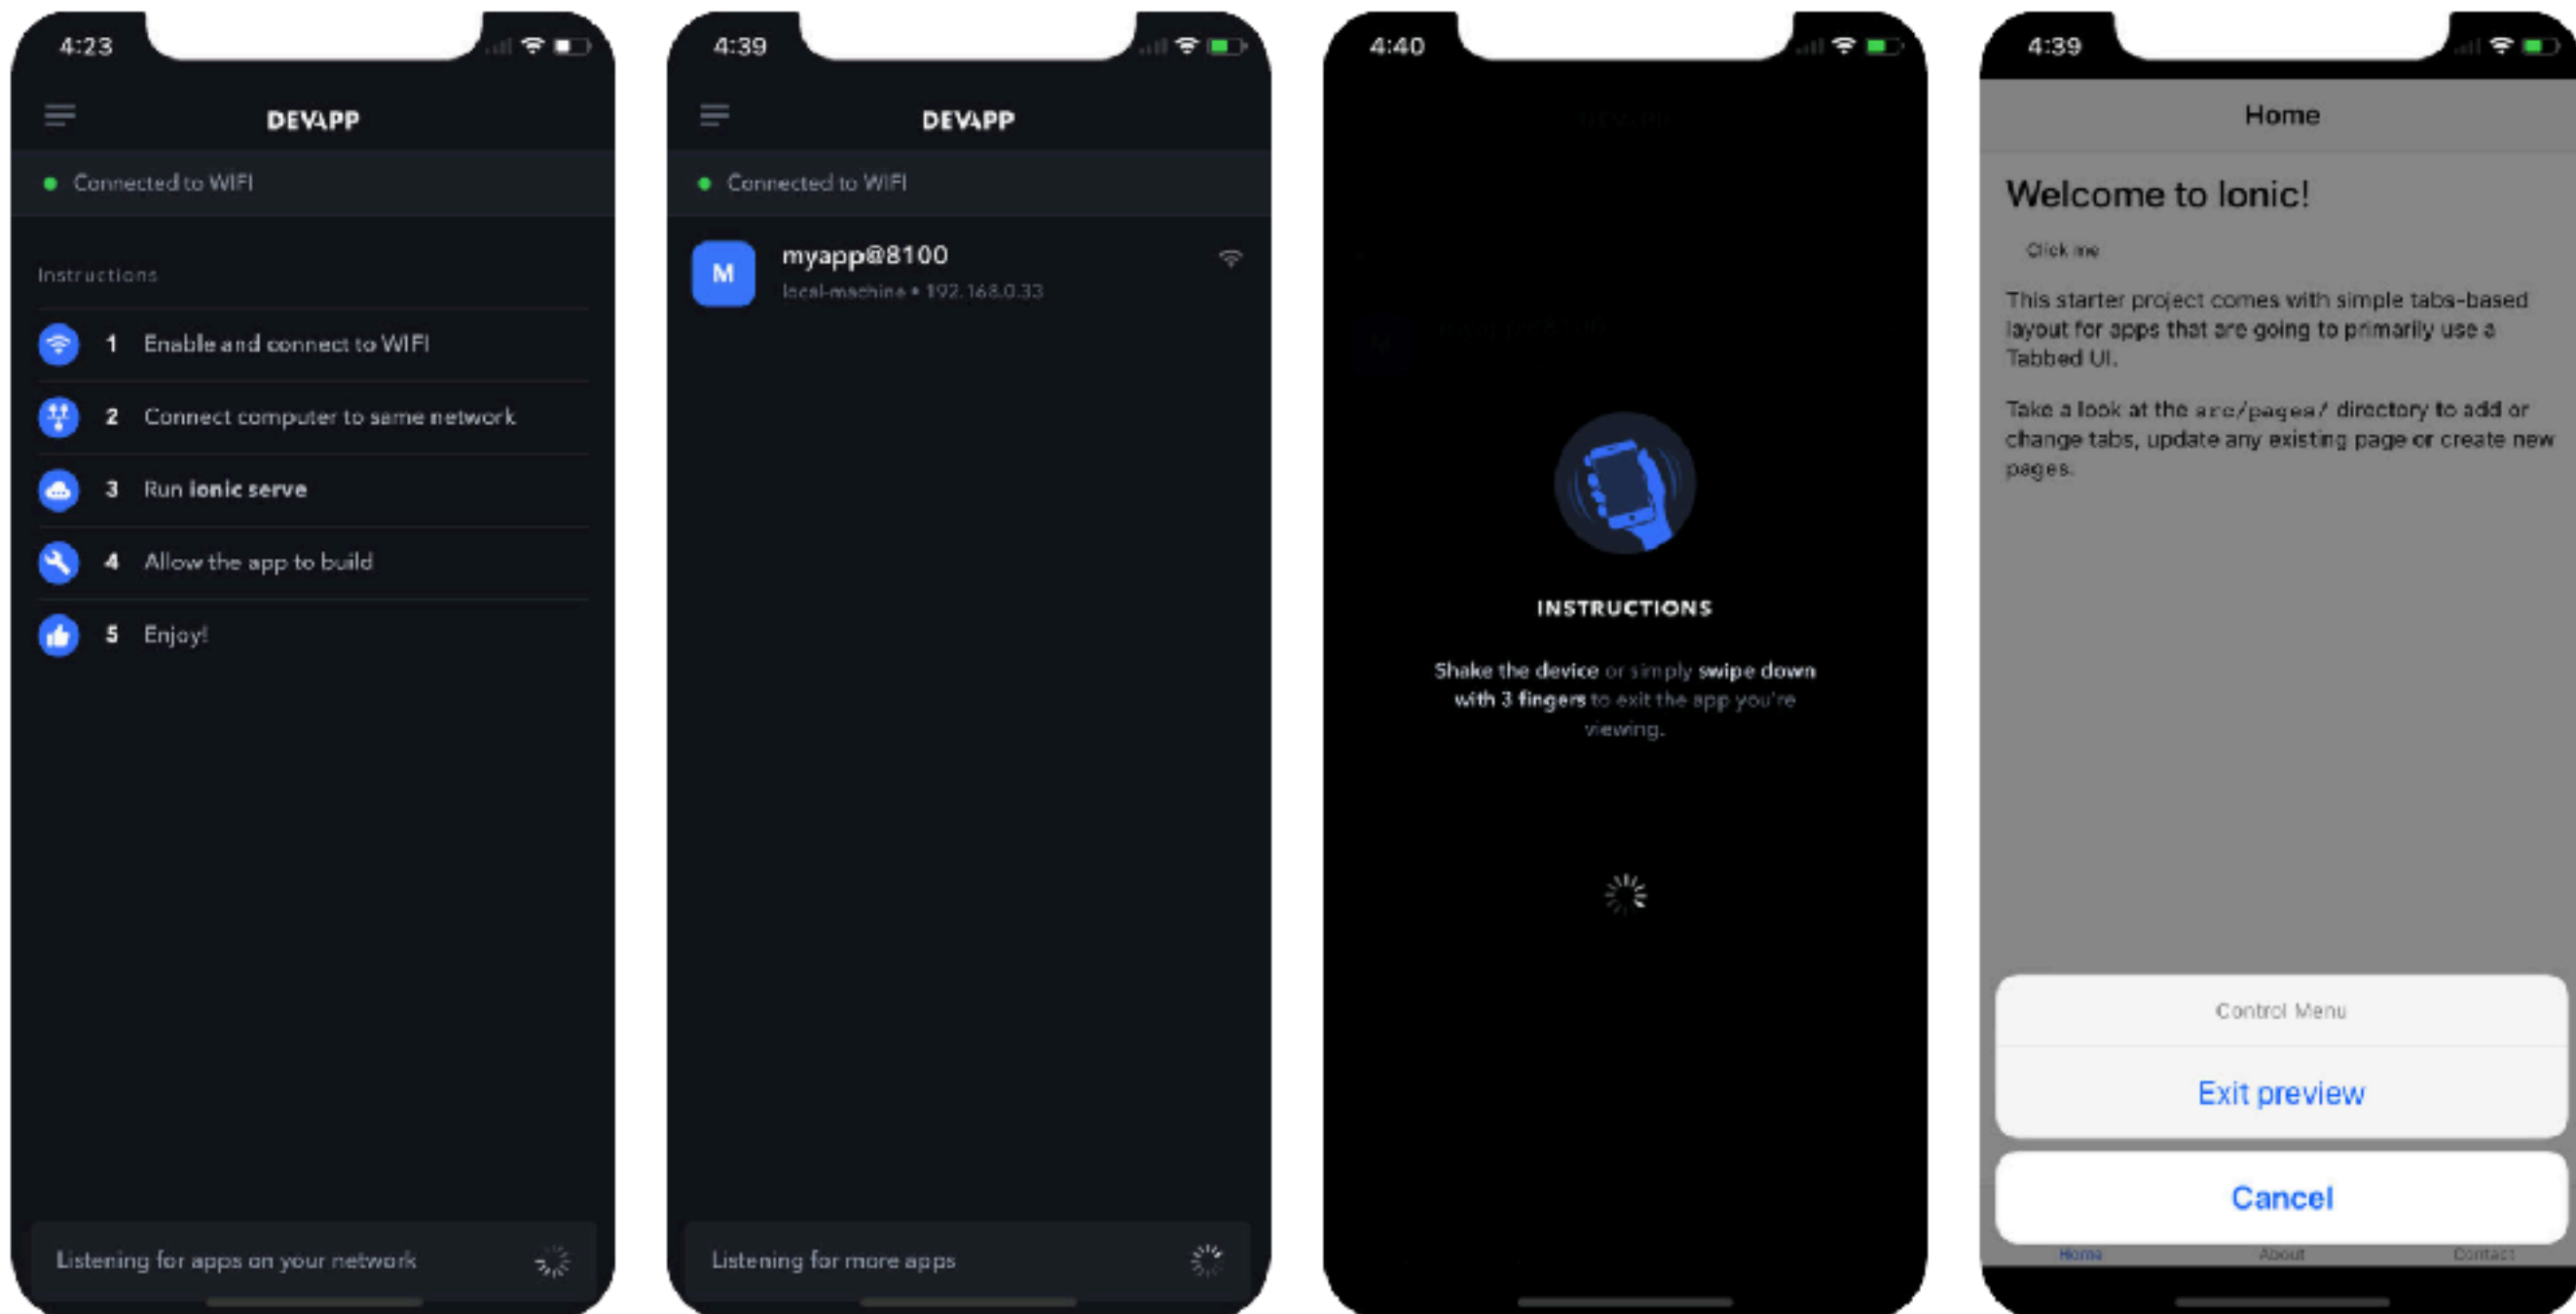 4:23
DEVAPP
Connected to WIFI
Instructions
1 Enable and connect to WIFI
2 Connect computer to same network
3 Run ionic serve
4 Allow the app to build
5 Enjoy!
Listening for apps on your network
4:39
DEVAPP
Connected to WIFI
M
myapp@8100
local-machine • 192.168.0.33
Listening for more apps
4:40
DEVAPP
M
myapp@8100
INSTRUCTIONS
Shake the device or simply swipe down
with 3 fingers to exit the app you're
viewing.
4:39
Home
Welcome to Ionic!
Click me
This starter project comes with simple tabs-based
layout for apps that are going to primarily use a
Tabbed UI.
Take a look at the src/pages/ directory to add or
change tabs, update any existing page or create new
pages.
Control Menu
Exit preview
Cancel
Home About Contact